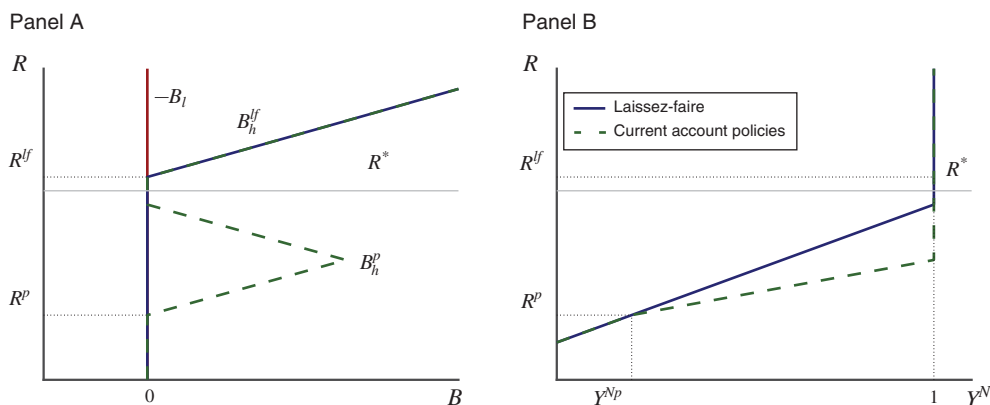 Panel A
R
−B_l
B_h^{lf}
R^{lf}
R^*
B_h^p
R^p
0
B
Panel B
R
Laissez-faire
Current account policies
R^{lf}
R^*
R^p
Y^{Np}
1
Y^N